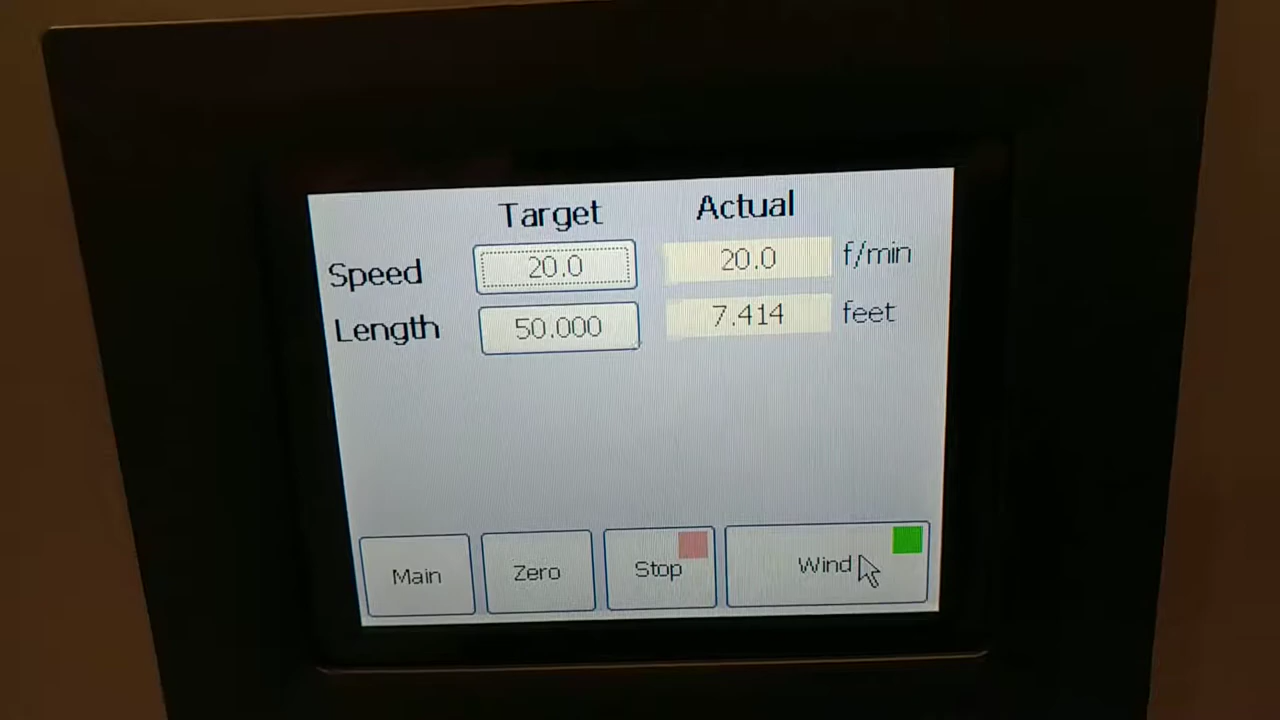 Target Actual
Speed 20.0 20.0 f/min
Length 50.000 7.414 feet
Main Zero Stop Wind